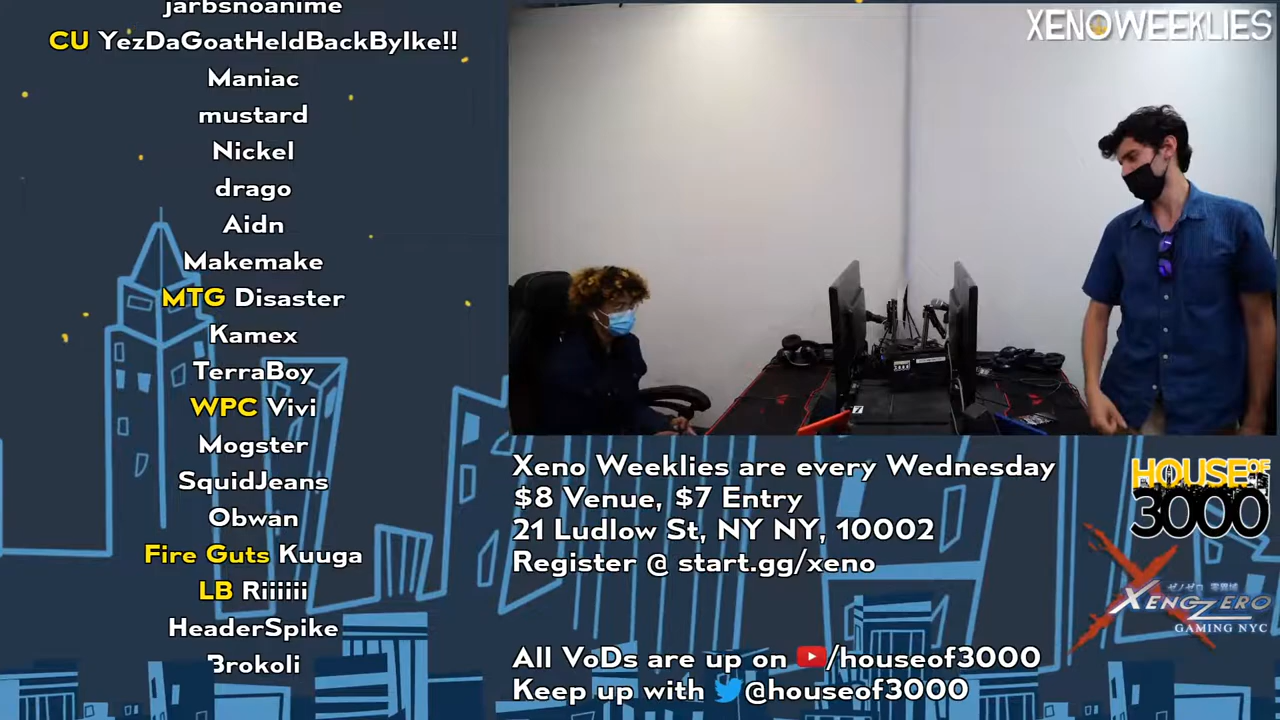 jarbsnoanime
CU YezDaGoatHeldBackByIke!!
Maniac
mustard
Nickel
drago
Aidn
Makemake
MTG Disaster
Kamex
TerraBoy
WPC Vivi
Mogster
SquidJeans
Obwan
Fire Guts Kuuga
LB Riiiiii
HeaderSpike
Brokoli
XENOWEEKLIES
Xeno Weeklies are every Wednesday
$8 Venue, $7 Entry
21 Ludlow St, NY NY, 10002
Register @ start.gg/xeno
All VoDs are up on /houseof3000
Keep up with @houseof3000
HOUSE OF
3000
XENOZERO
GAMING NYC